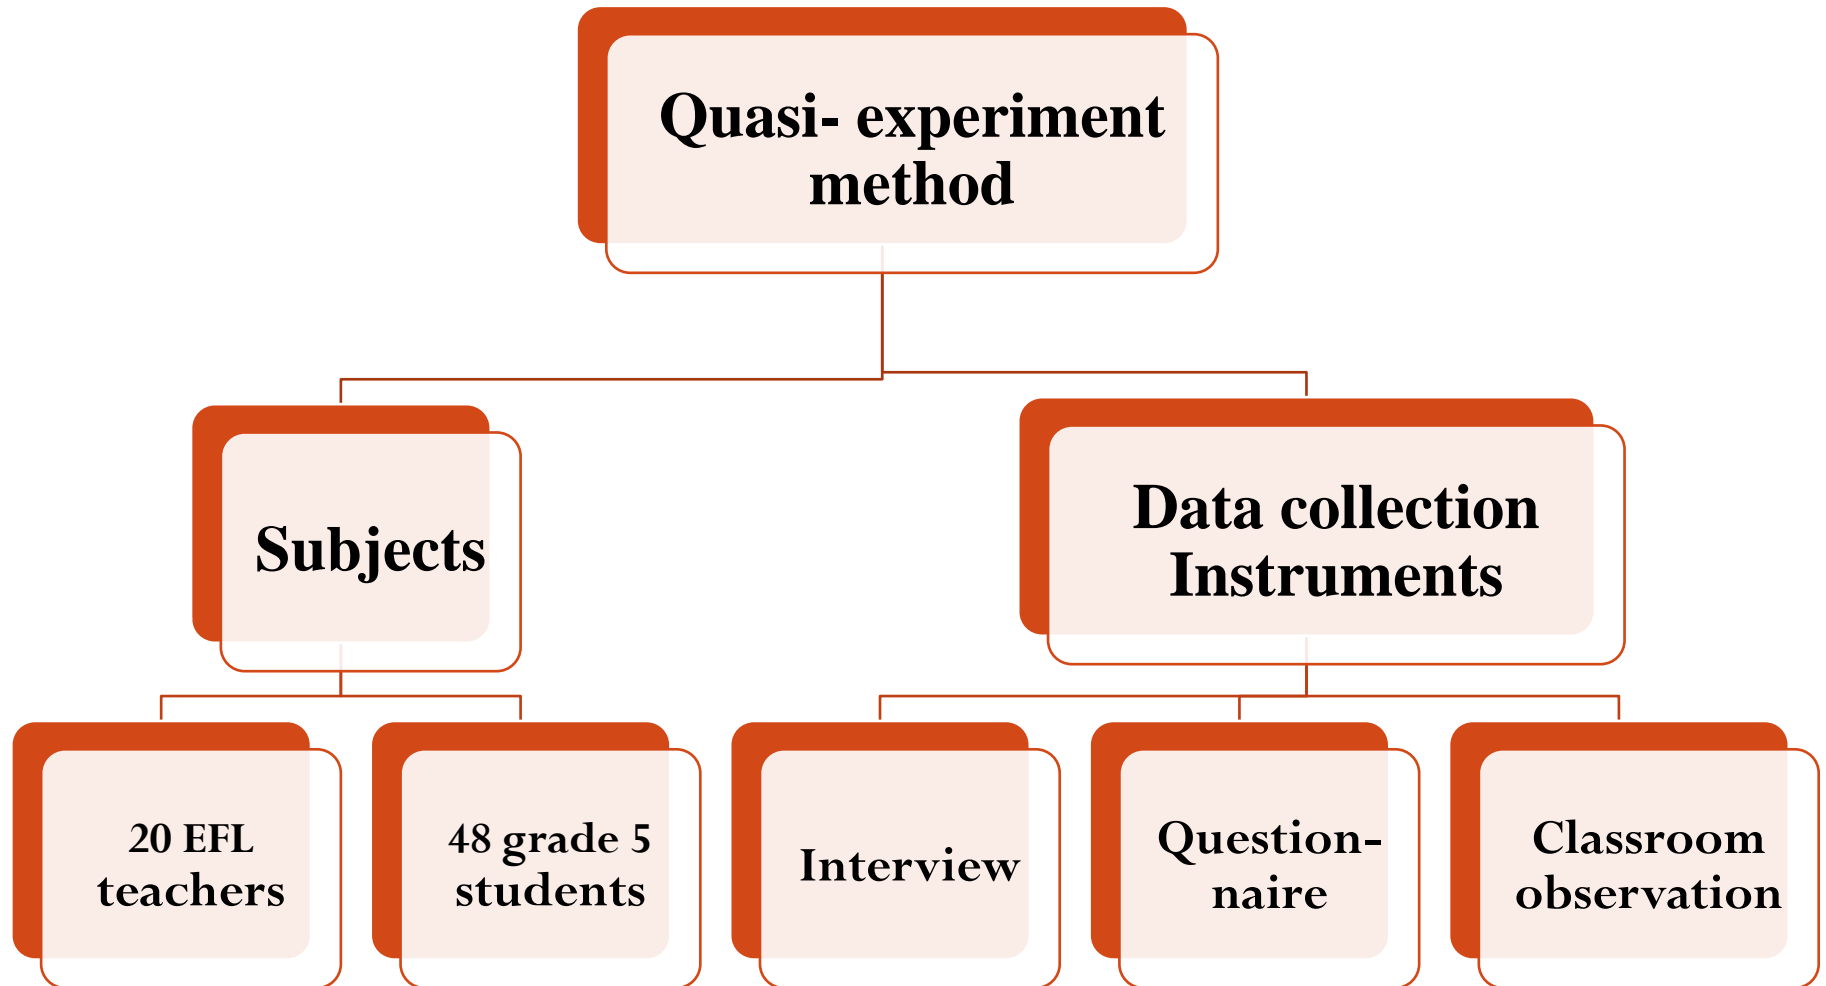 Quasi- experiment
method
Subjects
Data collection
Instruments
20 EFL
teachers
48 grade 5
students
Interview
Question-
naire
Classroom
observation